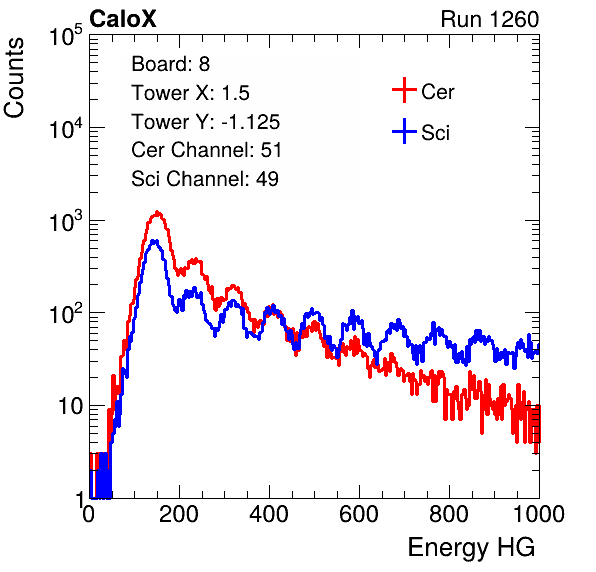 CaloX Run 1260
Counts
Board: 8
Tower X: 1.5
Tower Y: -1.125
Cer Channel: 51
Sci Channel: 49
Cer
Sci
10^5
10^4
10^3
10^2
10
1
0 200 400 600 800 1000
Energy HG